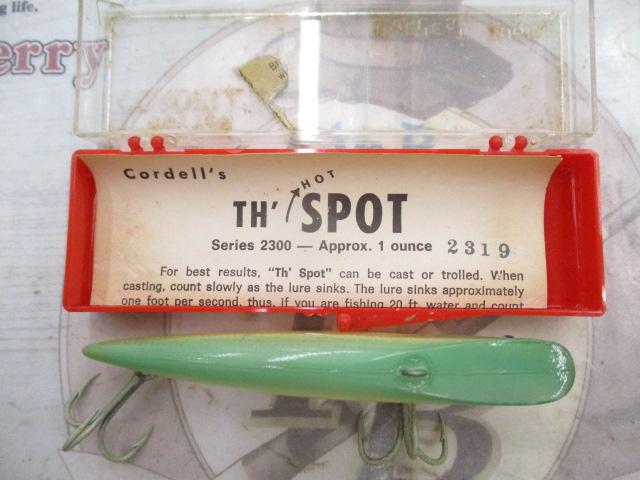 ng life.
erry
Cordell's
HOT
TH' SPOT
Series 2300 — Approx. 1 ounce 2319
For best results, "Th' Spot" can be cast or trolled. When
casting, count slowly as the lure sinks. The lure sinks approximately
one foot per second, thus, if you are fishing 20 ft. water and count